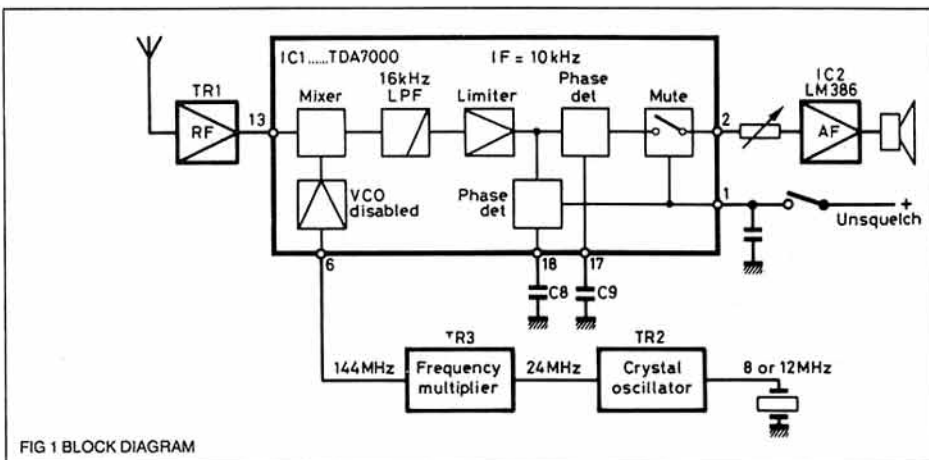 IC1......TDA7000
IF = 10kHz
IC2
LM386
TR1
RF
13
Mixer
16kHz
LPF
Limiter
Phase
det
Mute
2
AF
VCO
disabled
Phase
det
1
+
Unsquelch
6
18
17
C8
C9
TR3
TR2
144MHz
Frequency
multiplier
24MHz
Crystal
oscillator
8 or 12MHz
FIG 1 BLOCK DIAGRAM